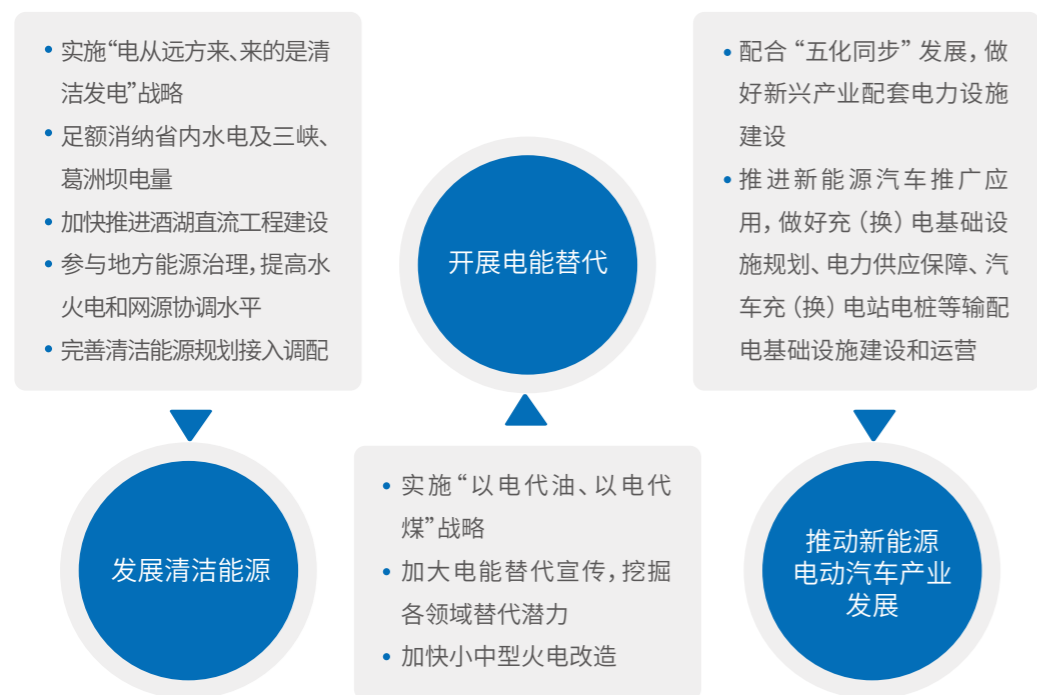 • 实施“电从远方来、来的是清
洁发电”战略
• 足额消纳省内水电及三峡、
葛洲坝电量
• 加快推进酒湖直流工程建设
• 参与地方能源治理，提高水
火电和网源协调水平
• 完善清洁能源规划接入调配
发展清洁能源
开展电能替代
• 实施“以电代油、以电代
煤”战略
• 加大电能替代宣传，挖掘
各领域替代潜力
• 加快小中型火电改造
• 配合“五化同步”发展，做
好新兴产业配套电力设施
建设
• 推进新能源汽车推广应
用，做好充（换）电基础设
施规划、电力供应保障、汽
车充（换）电站电桩等输配
电基础设施建设和运营
推动新能源
电动汽车产业
发展